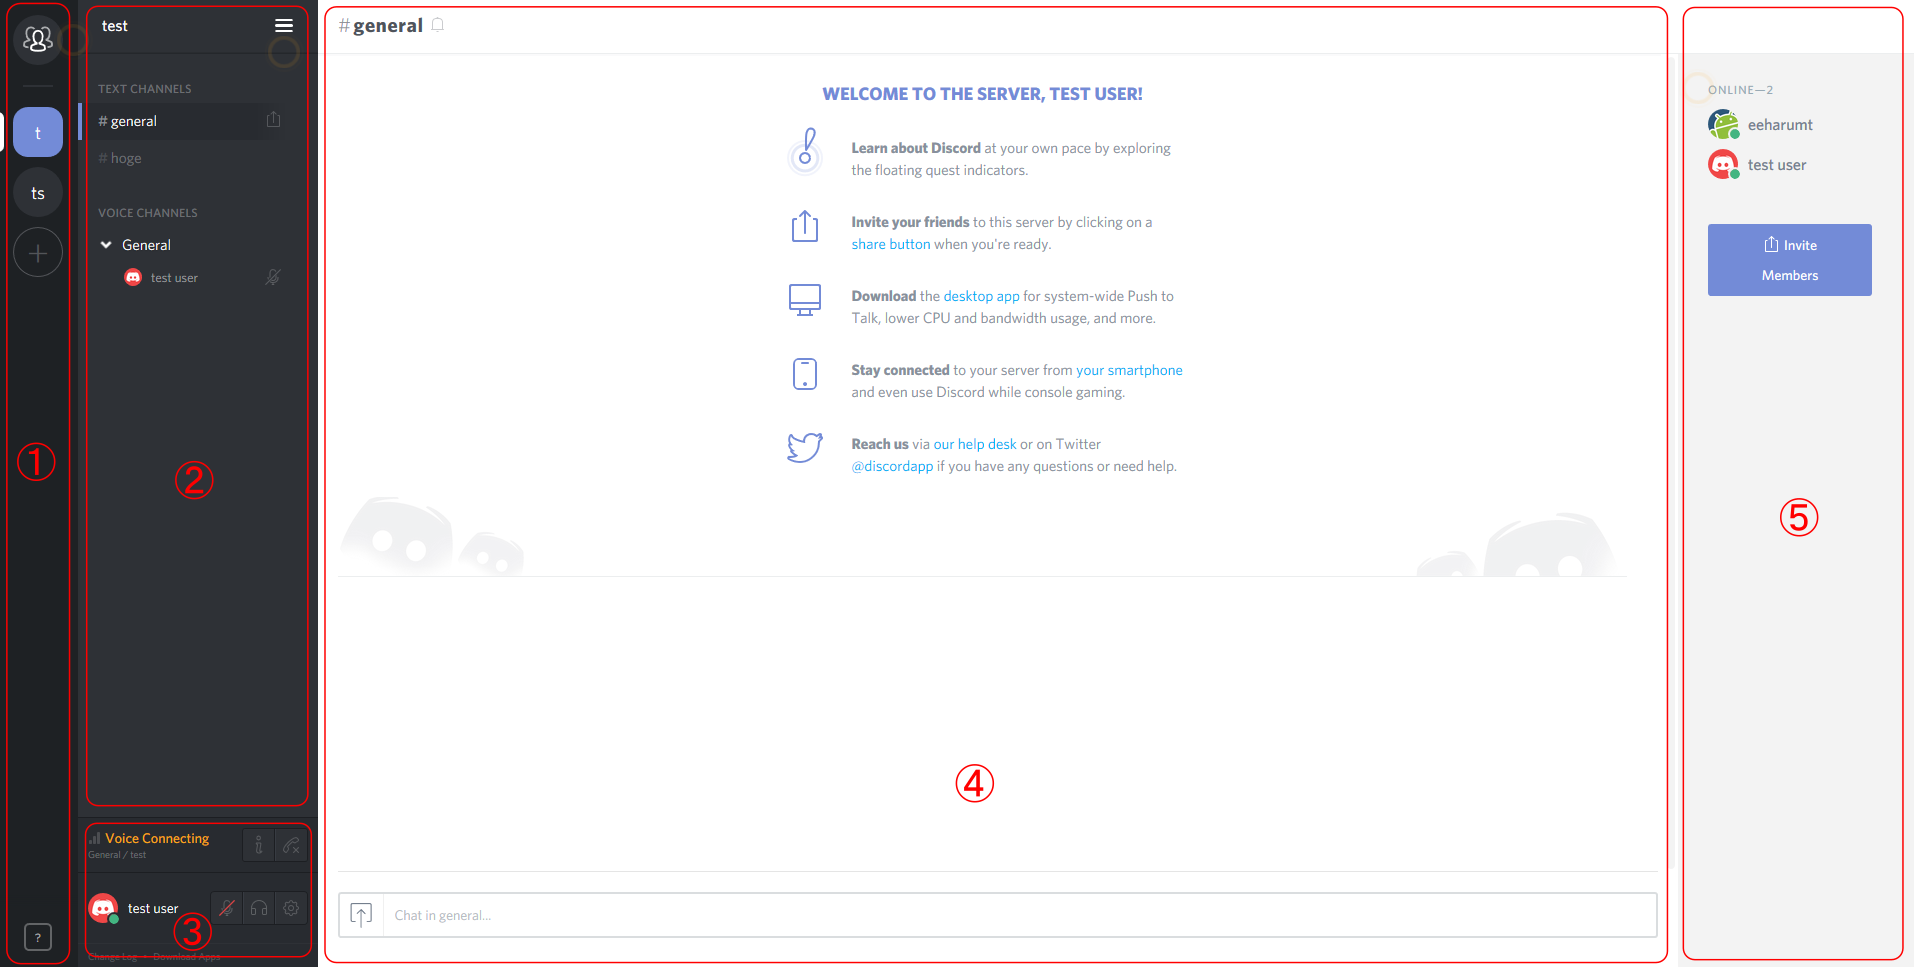 t
ts
?
①
test
TEXT CHANNELS
#general
#hoge
VOICE CHANNELS
General
test user
②
Voice Connecting
General / test
test user
③
Change Log • Download Apps
#general
WELCOME TO THE SERVER, TEST USER!
Learn about Discord at your own pace by exploring
the floating quest indicators.
Invite your friends to this server by clicking on a
share button when you're ready.
Download the desktop app for system-wide Push to
Talk, lower CPU and bandwidth usage, and more.
Stay connected to your server from your smartphone
and even use Discord while console gaming.
Reach us via our help desk or on Twitter
@discordapp if you have any questions or need help.
④
Chat in general...
ONLINE—2
eeharumt
test user
Invite
Members
⑤